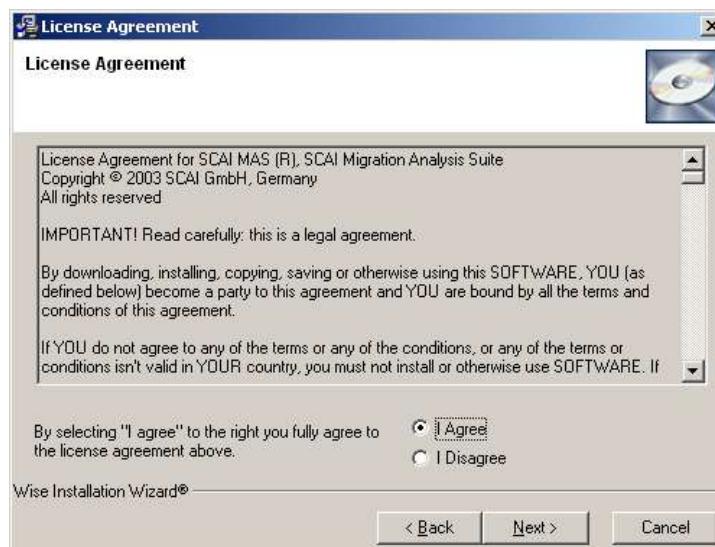 License Agreement
License Agreement
License Agreement for SCAI MAS (R), SCAI Migration Analysis Suite
Copyright © 2003 SCAI GmbH, Germany
All rights reserved
IMPORTANT! Read carefully: this is a legal agreement.
By downloading, installing, copying, saving or otherwise using this SOFTWARE, YOU (as
defined below) become a party to this agreement and YOU are bound by all the terms and
conditions of this agreement.
If YOU do not agree to any of the terms or any of the conditions, or any of the terms or
conditions isn't valid in YOUR country, you must not install or otherwise use SOFTWARE. If
By selecting "I agree" to the right you fully agree to
the license agreement above.
I Agree
I Disagree
Wise Installation Wizard®
< Back Next > Cancel